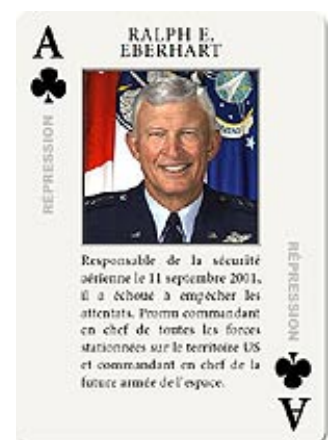 A
RALPH E.
EBERHART
RÉPRESSION
Responsable de la sécurité
aérienne le 11 septembre 2001,
il a échoué à empêcher les
attentats. Promu commandant
en chef de toutes les forces
stationnées sur le territoire US
et commandant en chef de la
future armée de l'espace.
RÉPRESSION
A